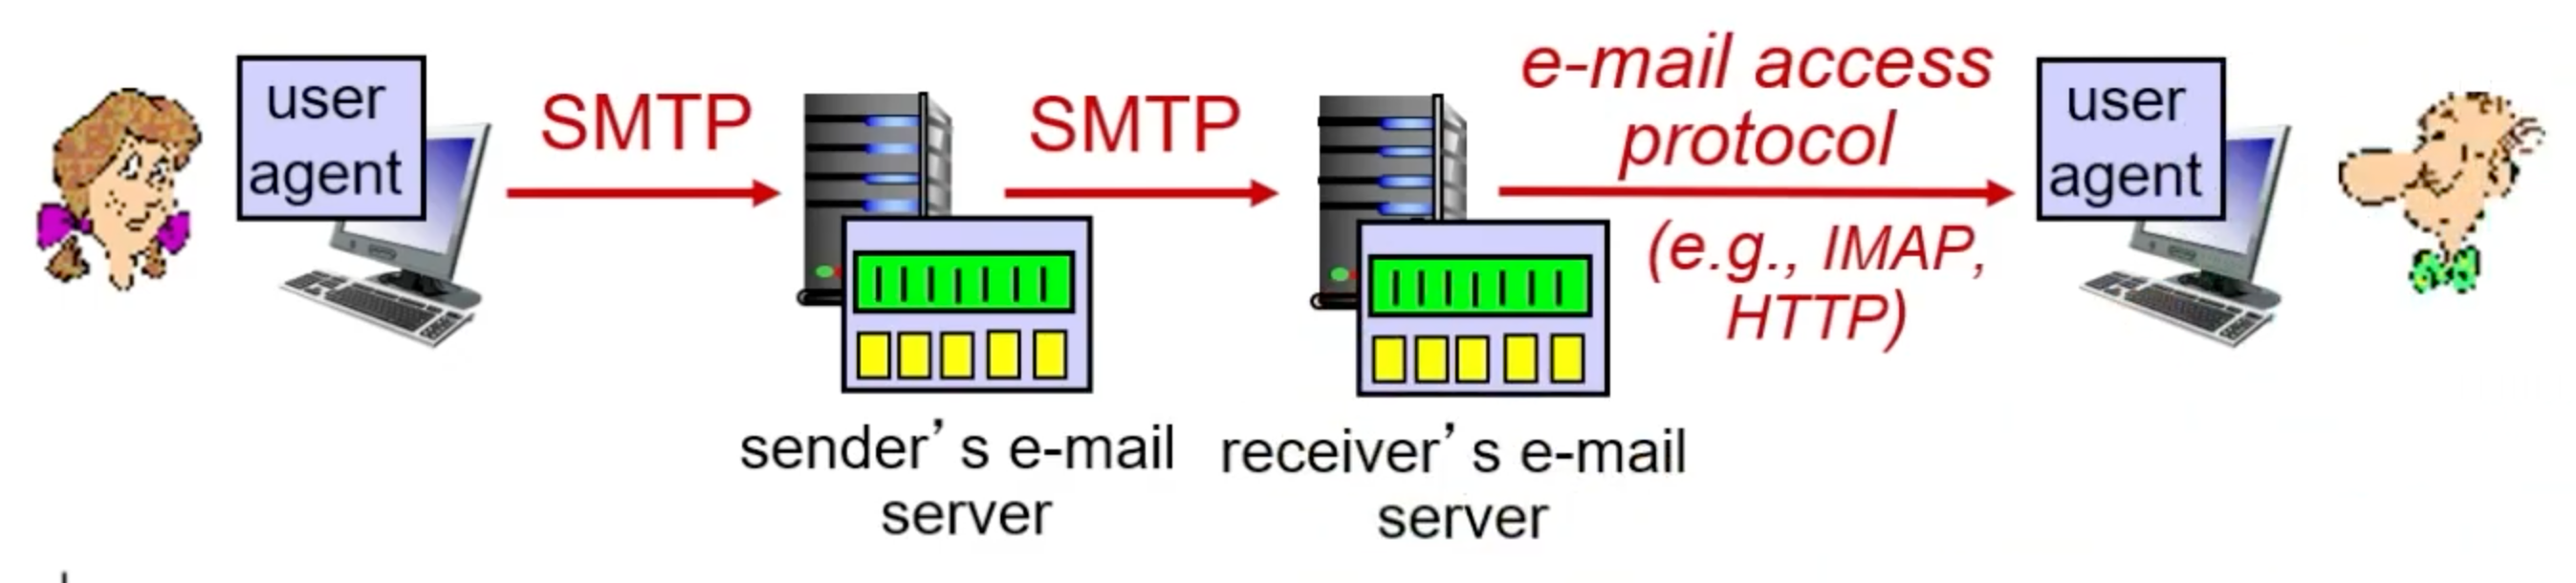 user
agent
SMTP
SMTP
e-mail access
protocol
(e.g., IMAP,
HTTP)
user
agent
sender's e-mail
server
receiver's e-mail
server